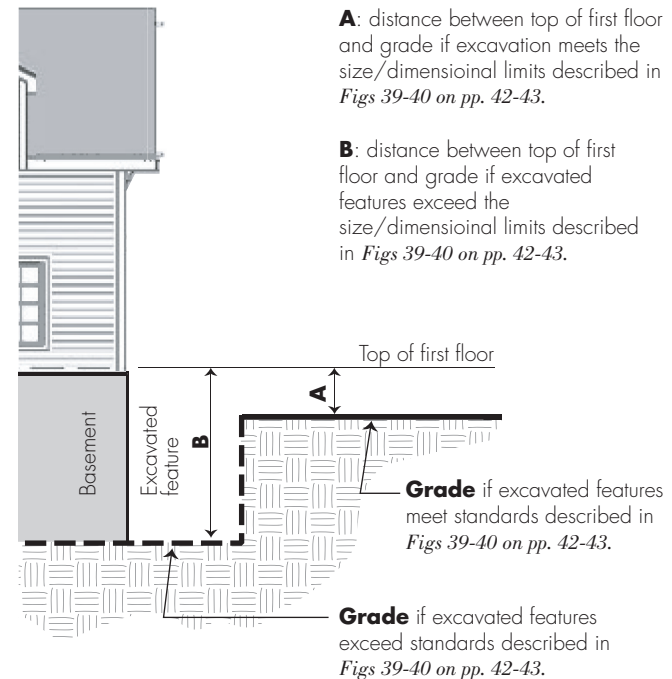 A: distance between top of first floor
and grade if excavation meets the
size/dimensioinal limits described in
Figs 39-40 on pp. 42-43.
B: distance between top of first
floor and grade if excavated
features exceed the
size/dimensioinal limits described
in Figs 39-40 on pp. 42-43.
Top of first floor
A
B
Basement
Excavated
feature
Grade if excavated features
meet standards described in
Figs 39-40 on pp. 42-43.
Grade if excavated features
exceed standards described in
Figs 39-40 on pp. 42-43.